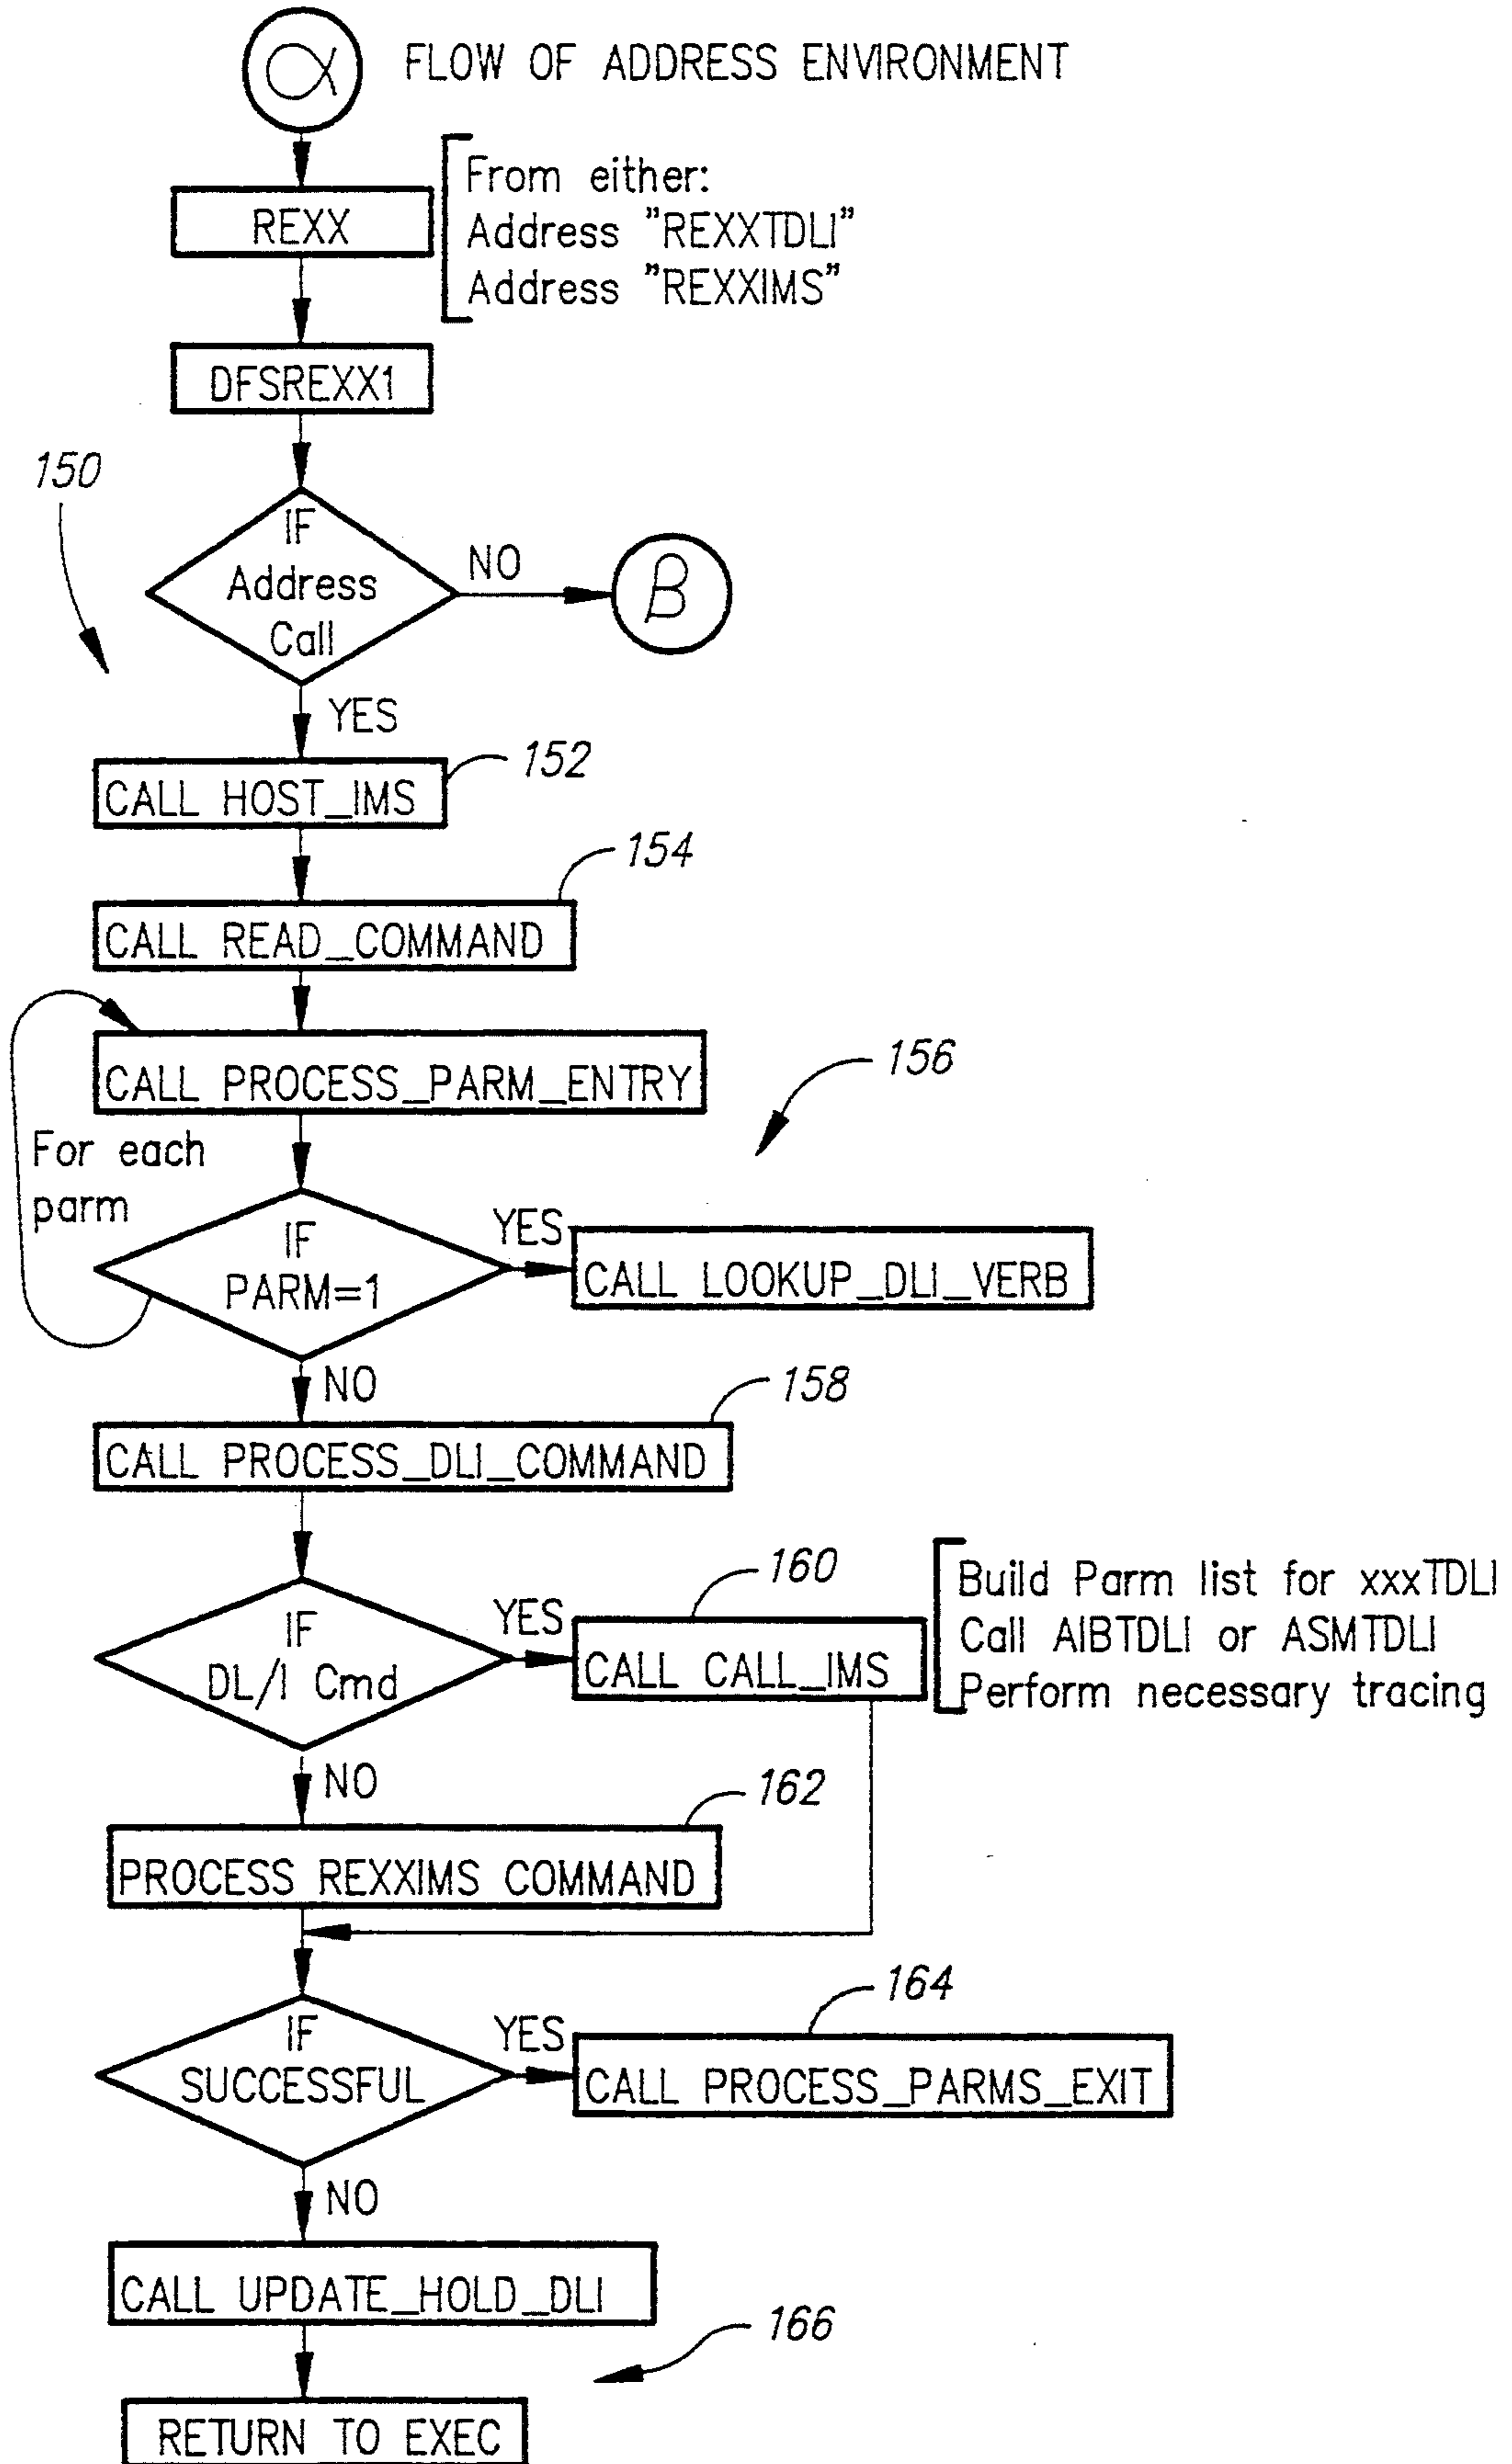 α FLOW OF ADDRESS ENVIRONMENT
From either:
REXX
Address "REXXTDLI"
Address "REXXIMS"
DFSREXX1
150
IF
Address
Call
NO
β
YES
152
CALL HOST_IMS
154
CALL READ_COMMAND
156
CALL PROCESS_PARM_ENTRY
For each
parm
IF
PARM=1
YES
CALL LOOKUP_DLI_VERB
NO
158
CALL PROCESS_DLI_COMMAND
160
IF
DL/I Cmd
YES
CALL CALL_IMS
Build Parm list for xxxTDLI
Call AIBTDLI or ASMTDLI
Perform necessary tracing
NO
162
PROCESS REXXIMS COMMAND
164
IF
SUCCESSFUL
YES
CALL PROCESS_PARMS_EXIT
NO
CALL UPDATE_HOLD_DLI
166
RETURN TO EXEC